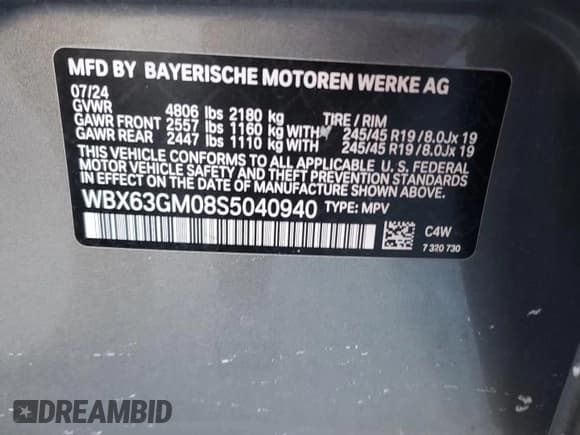 MFD BY BAYERISCHE MOTOREN WERKE AG
07/24
GVWR 4806 lbs 2180 kg TIRE / RIM
GAWR FRONT 2557 lbs 1160 kg WITH 245/45 R19 /8.0Jx 19
GAWR REAR 2447 lbs 1110 kg WITH 245/45 R19 /8.0Jx 19
THIS VEHICLE CONFORMS TO ALL APPLICABLE U. S. FEDERAL
MOTOR VEHICLE SAFETY AND THEFT PREVENTION STANDARDS
IN EFFECT ON THE DATE OF MANUFACTURE SHOWN ABOVE.
WBX63GM08S5040940 TYPE: MPV
C4W
7 320 730
DREAMBID